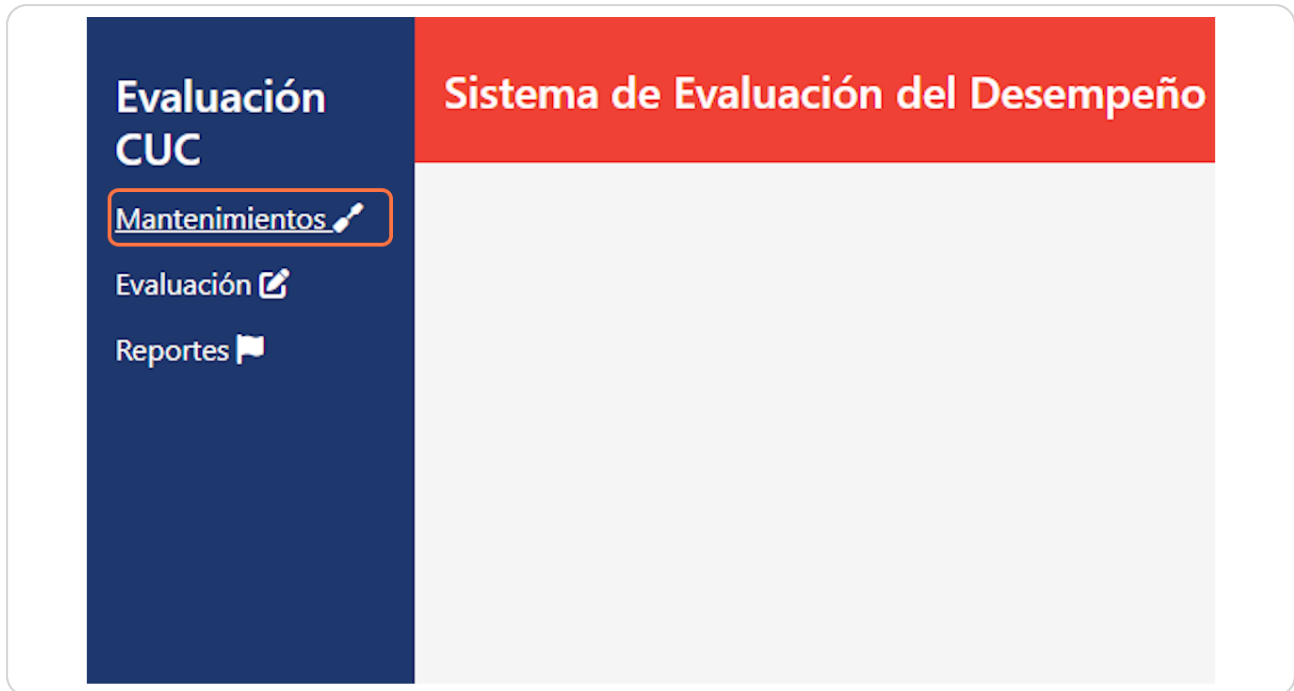 Evaluación
CUC
Sistema de Evaluación del Desempeño
Mantenimientos
Evaluación
Reportes